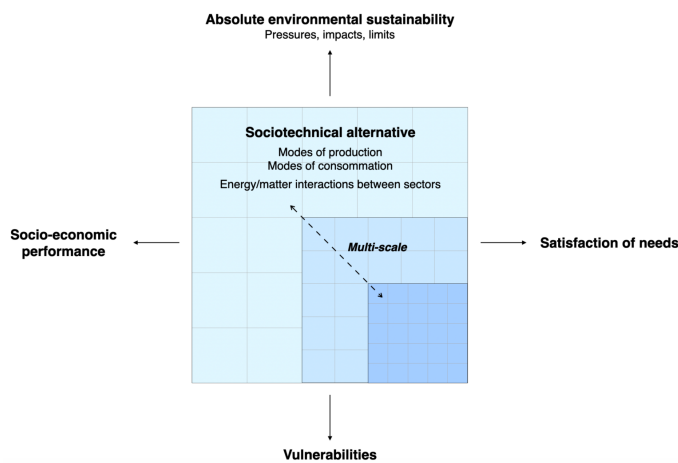 Absolute environmental sustainability
Pressures, impacts, limits
Sociotechnical alternative
Modes of production
Modes of consommation
Energy/matter interactions between sectors
Socio-economic
performance
Multi-scale
Satisfaction of needs
Vulnerabilities